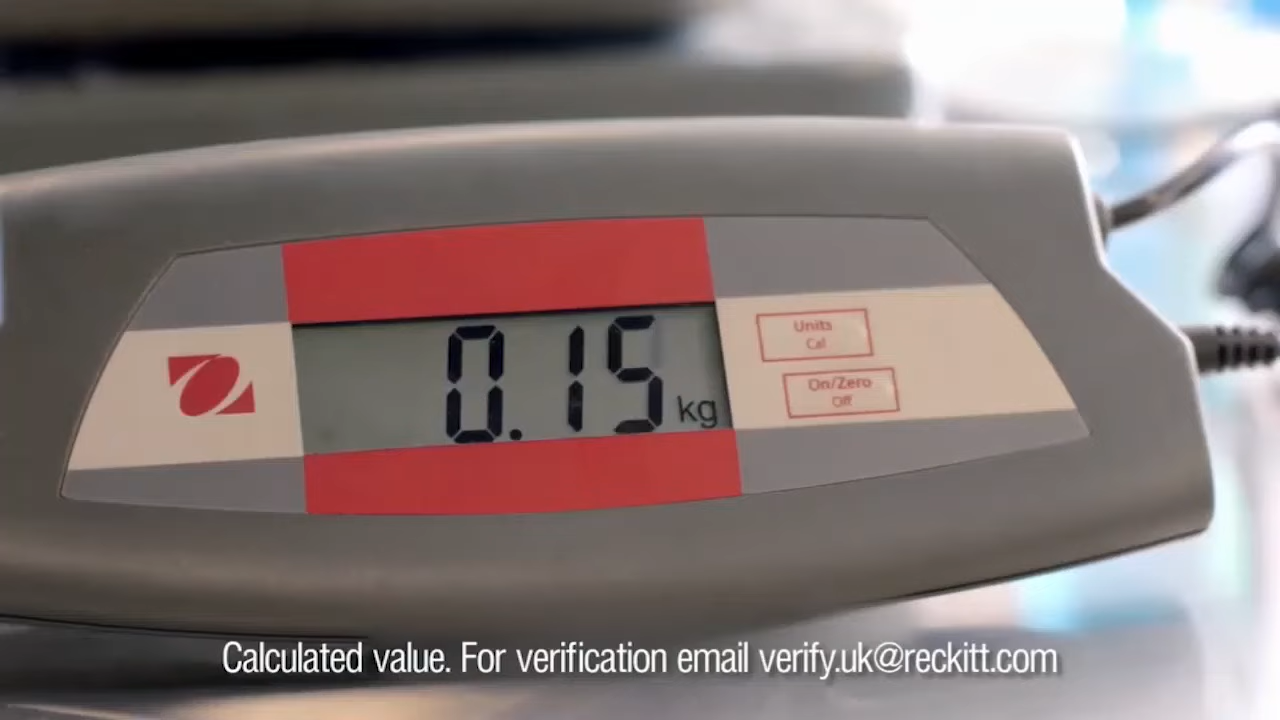 0.15 kg
Units
Cal
On/Zero
Off
Calculated value. For verification email verify.uk@reckitt.com